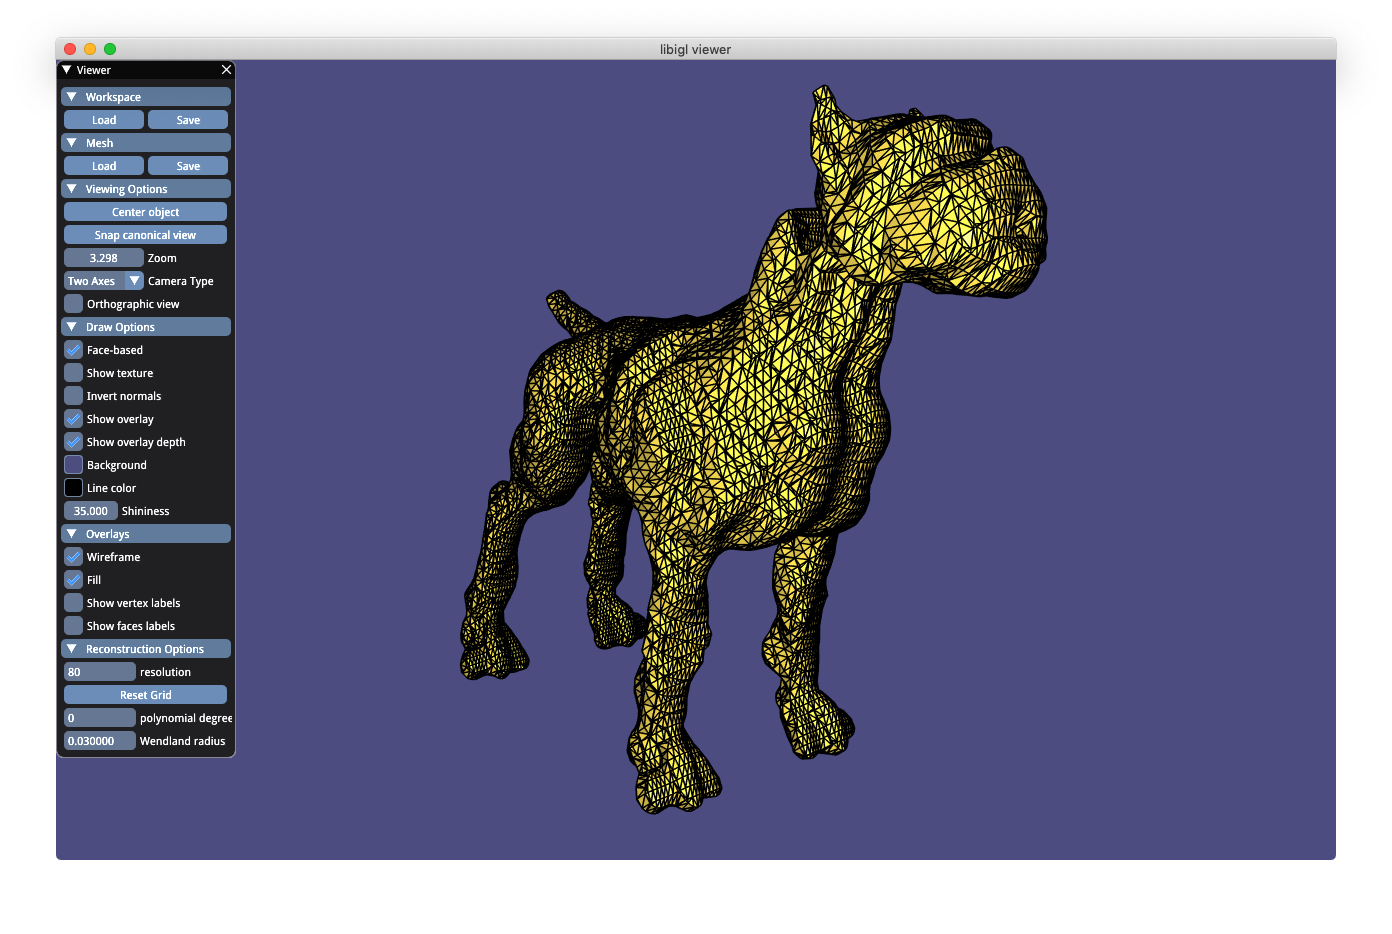 libigl viewer
Viewer
Workspace
Load Save
Mesh
Load Save
Viewing Options
Center object
Snap canonical view
3.298 Zoom
Two Axes Camera Type
Orthographic view
Draw Options
Face-based
Show texture
Invert normals
Show overlay
Show overlay depth
Background
Line color
35.000 Shininess
Overlays
Wireframe
Fill
Show vertex labels
Show faces labels
Reconstruction Options
80 resolution
Reset Grid
0 polynomial degree
0.030000 Wendland radius